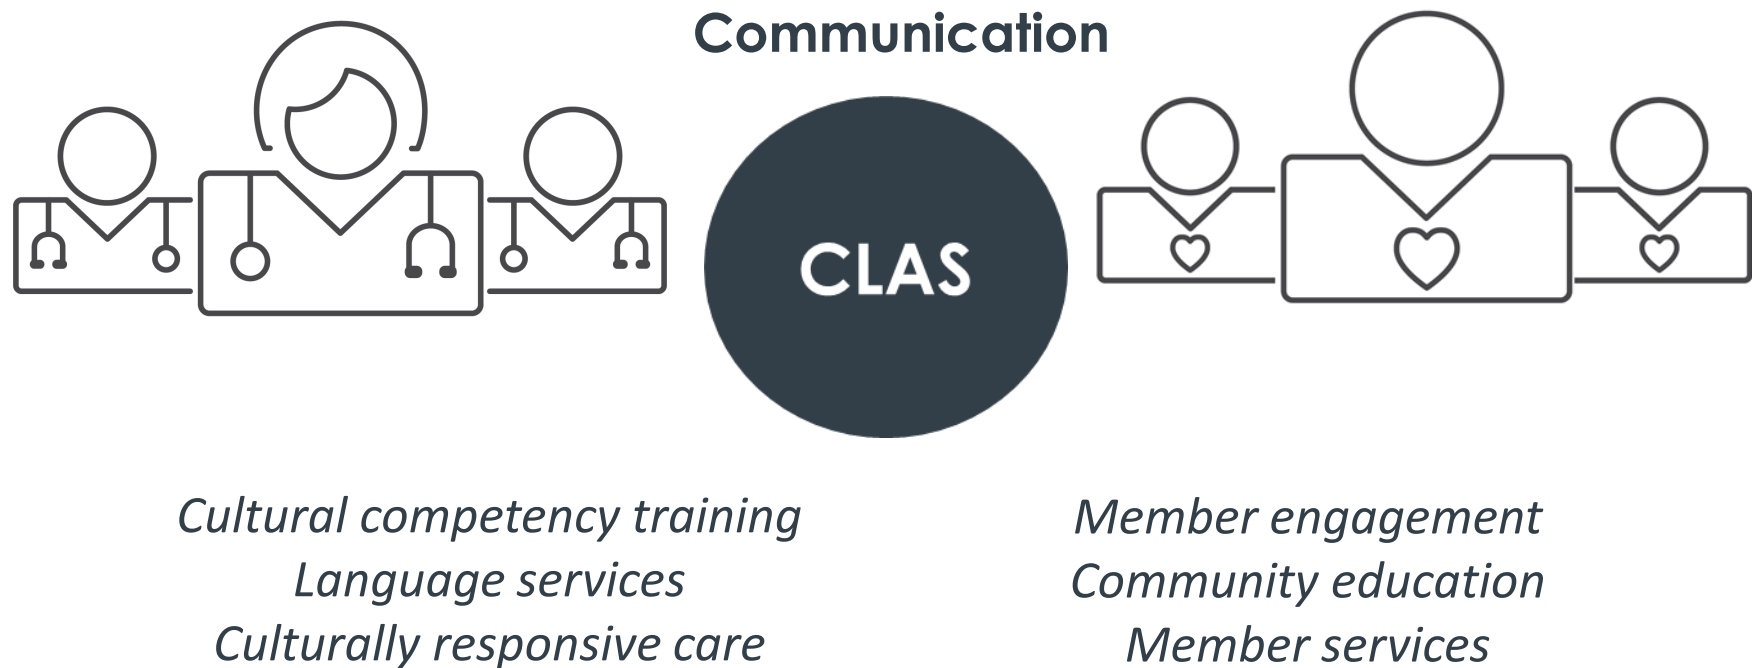 Communication
CLAS
Cultural competency training
Language services
Culturally responsive care
Member engagement
Community education
Member services